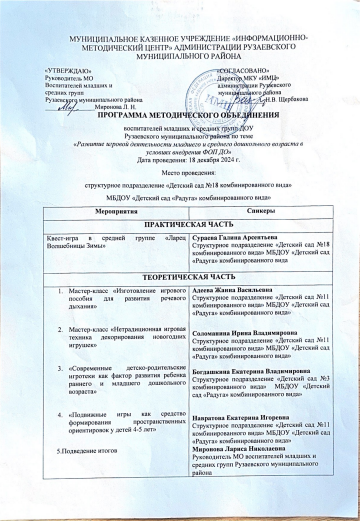 МУНИЦИПАЛЬНОЕ КАЗЕННОЕ УЧРЕЖДЕНИЕ «ИНФОРМАЦИОННО-
МЕТОДИЧЕСКИЙ ЦЕНТР» АДМИНИСТРАЦИИ РУЗАЕВСКОГО
МУНИЦИПАЛЬНОГО РАЙОНА
«УТВЕРЖДАЮ»
Руководитель МО
Воспитателей младших и
средних групп
Рузаевского муниципального района
Миронова Л. Н.
«СОГЛАСОВАНО»
Директор МКУ «ИМЦ»
администрации Рузаевского
муниципального района
Н.В. Щербакова
ПРОГРАММА МЕТОДИЧЕСКОГО ОБЪЕДИНЕНИЯ
воспитателей младших и средних групп ДОУ
Рузаевского муниципального района по теме
«Развитие игровой деятельности младшего и среднего дошкольного возраста в
условиях внедрения ФОП ДО»
Дата проведения: 18 декабря 2024 г.
Место проведения:
структурное подразделение «Детский сад №18 комбинированного вида»
МБДОУ «Детский сад «Радуга» комбинированного вида»
Мероприятия
Спикеры
ПРАКТИЧЕСКАЯ ЧАСТЬ
Квест-игра в средней группе «Ларец
Волшебницы Зимы»
Сураева Галина Арсентьева
Структурное подразделение «Детский сад №18
комбинированного вида» МБДОУ «Детский сад
«Радуга» комбинированного вида
ТЕОРЕТИЧЕСКАЯ ЧАСТЬ
1. Мастер-класс «Изготовление игрового
пособия для развития речевого
дыхания»
Адеева Жанна Васильевна
Структурное подразделение «Детский сад №11
комбинированного вида» МБДОУ «Детский сад
«Радуга» комбинированного вида»
2. Мастер-класс «Нетрадиционная игровая
техника декорирования новогодних
игрушек»
Соломанина Ирина Владимировна
Структурное подразделение «Детский сад №11
комбинированного вида» МБДОУ «Детский сад
«Радуга» комбинированного вида»
3. «Современные детско-родительские
игротеки как фактор развития ребенка
раннего и младшего дошкольного
возраста»
Богдашкина Екатерина Владимировна
Структурное подразделение «Детский сад №3
комбинированного вида» МБДОУ «Детский
сад «Радуга» комбинированного вида»
4. «Подвижные игры как средство
формирования пространственных
ориентировок у детей 4-5 лет»
Навратова Екатерина Игоревна
Структурное подразделение «Детский сад №11
комбинированного вида» МБДОУ «Детский сад
«Радуга» комбинированного вида»
5.Подведение итогов
Миронова Лариса Николаевна
Руководитель МО воспитателей младших и
средних групп Рузаевского муниципального
района